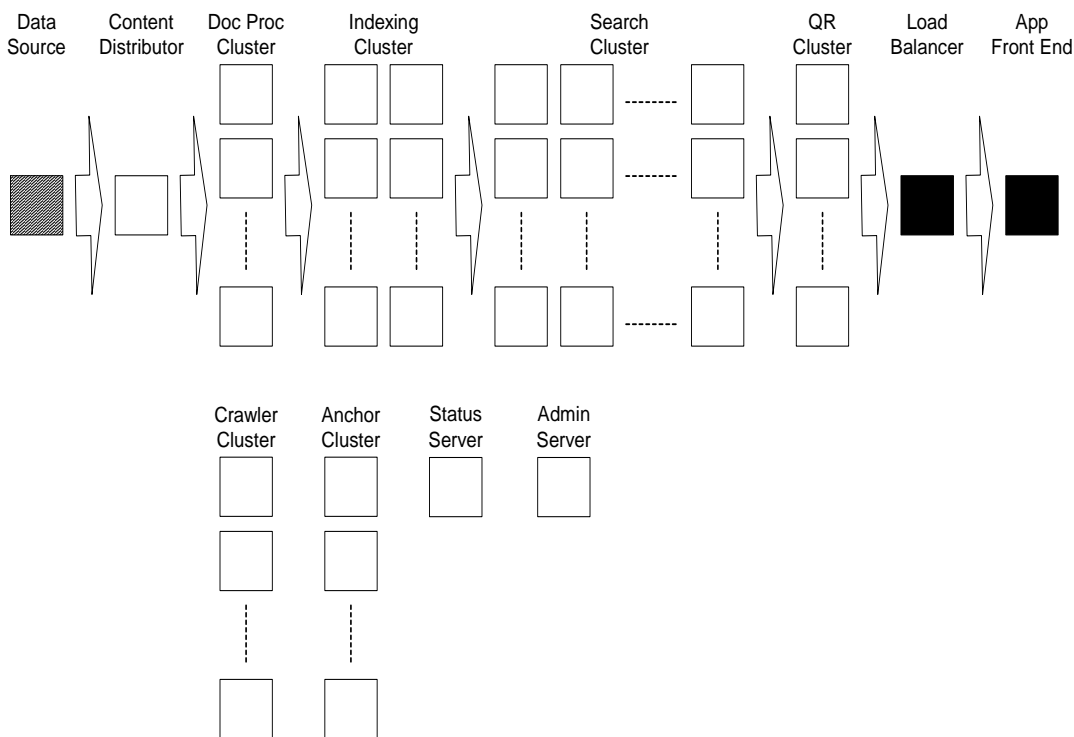 Data
Source
Content
Distributor
Doc Proc
Cluster
Indexing
Cluster
Search
Cluster
QR
Cluster
Load
Balancer
App
Front End
Crawler
Cluster
Anchor
Cluster
Status
Server
Admin
Server